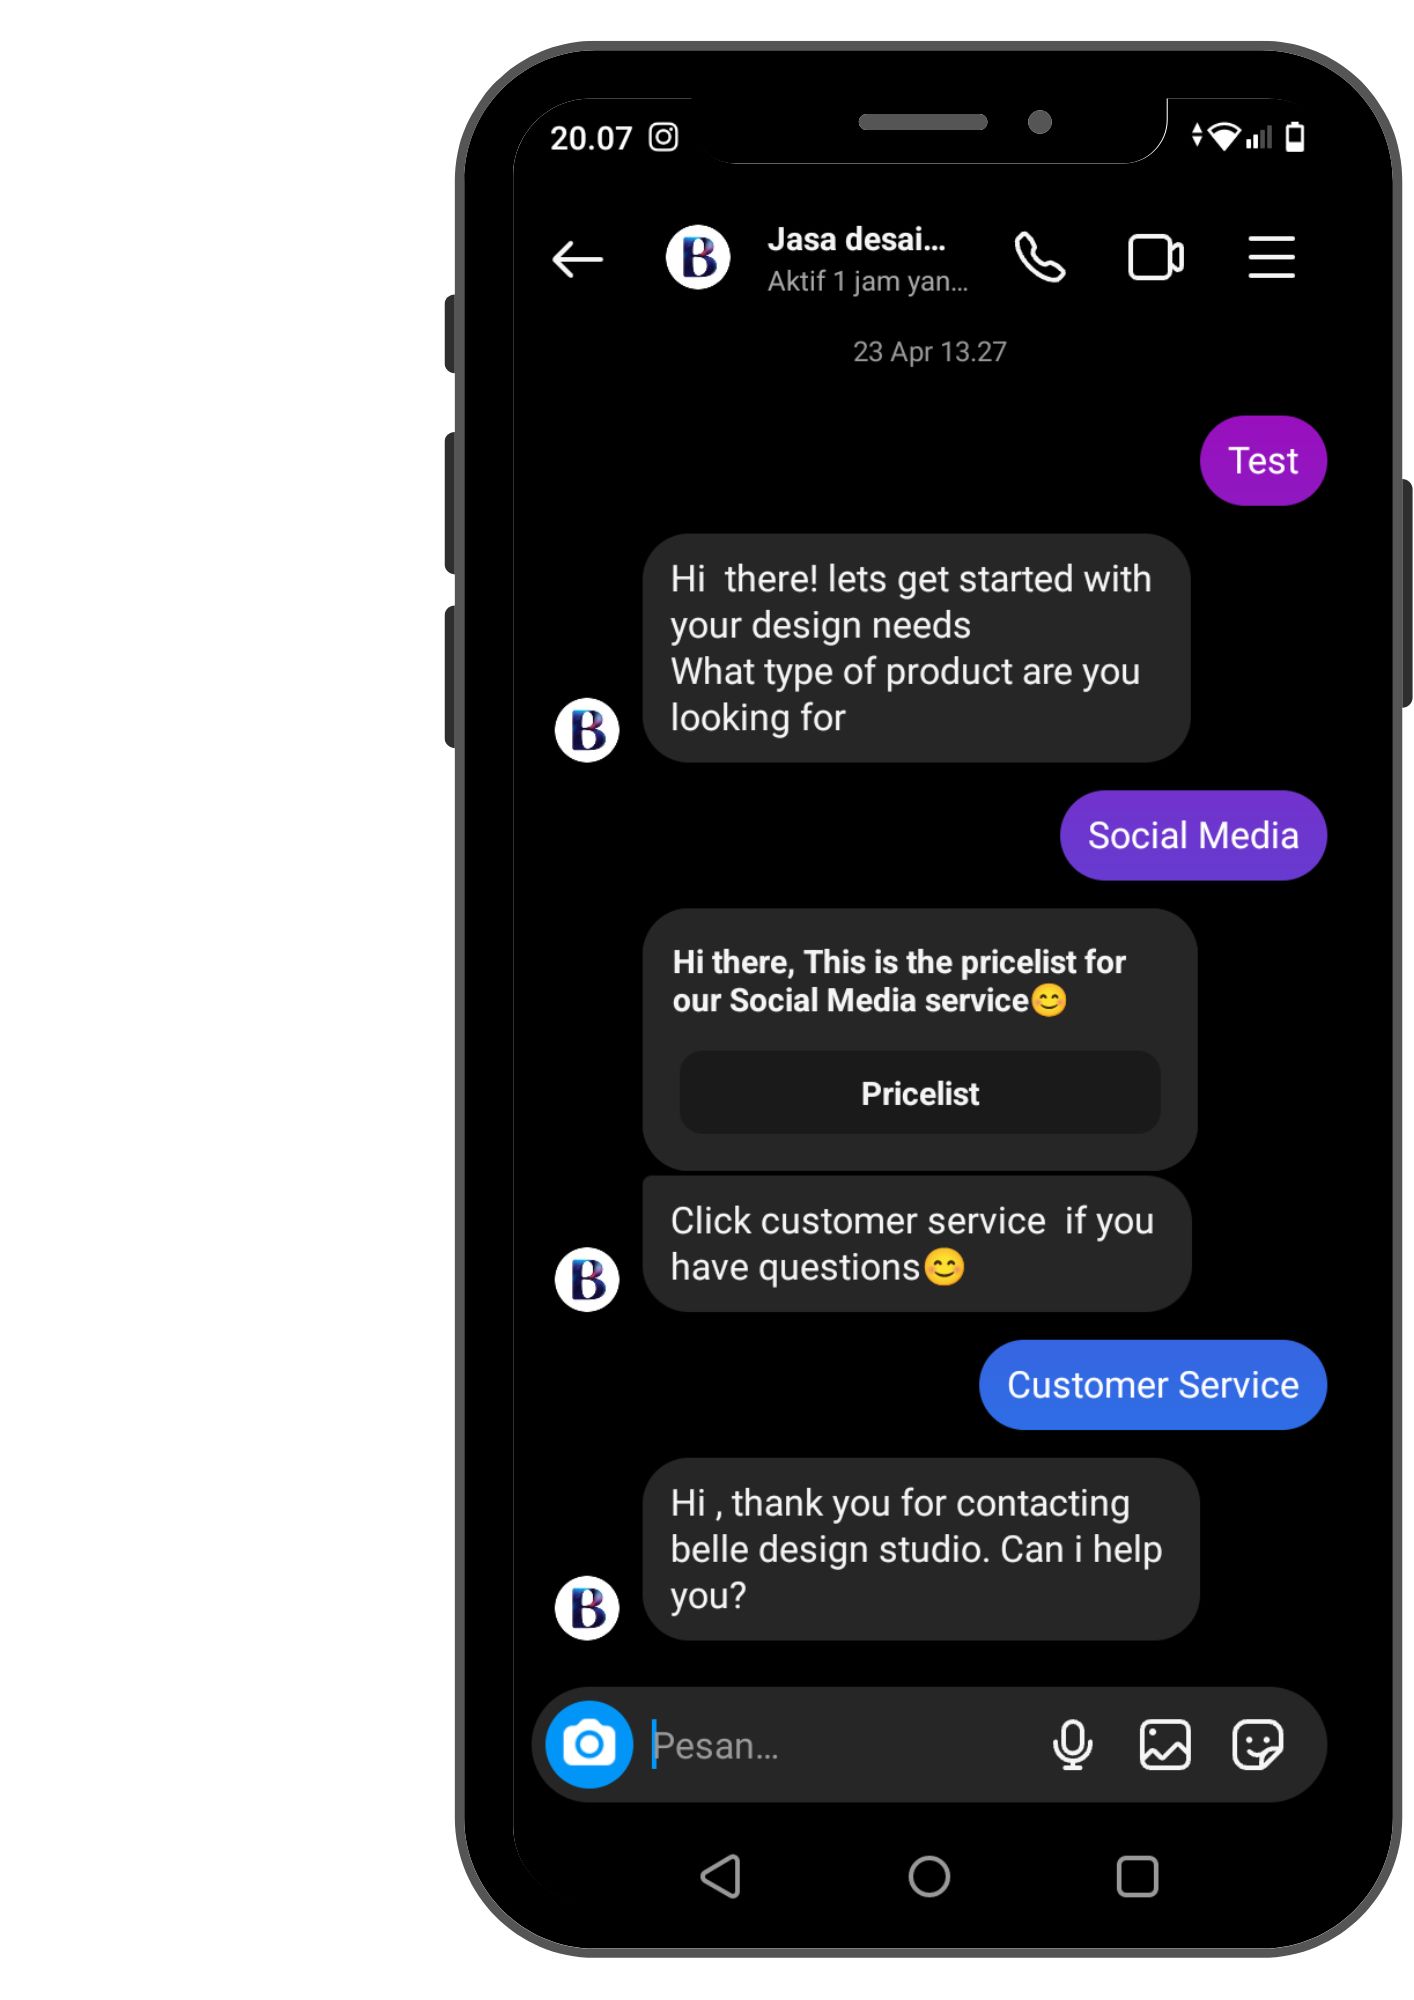 20.07
Jasa desai...
Aktif 1 jam yan...
23 Apr 13.27
Test
Hi  there! lets get started with
your design needs
What type of product are you
looking for
B
Social Media
Hi there, This is the pricelist for
our Social Media service😊
Pricelist
Click customer service  if you
have questions😊
B
Customer Service
Hi , thank you for contacting
belle design studio. Can i help
you?
B
Pesan...